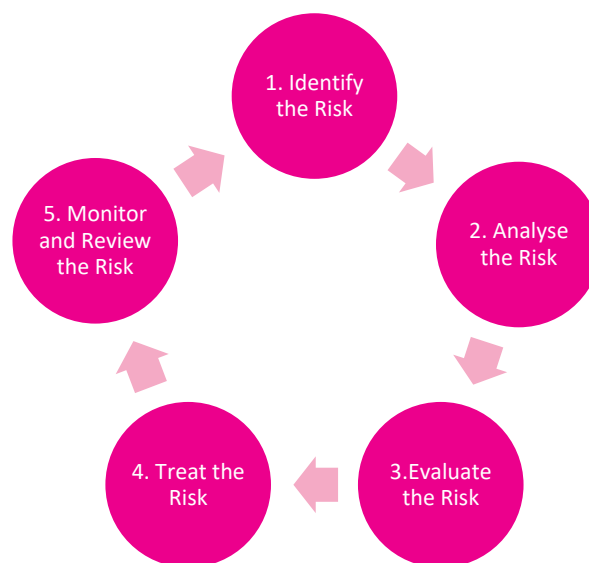 1. Identify
the Risk
2. Analyse
the Risk
3.Evaluate
the Risk
4. Treat the
Risk
5. Monitor
and Review
the Risk